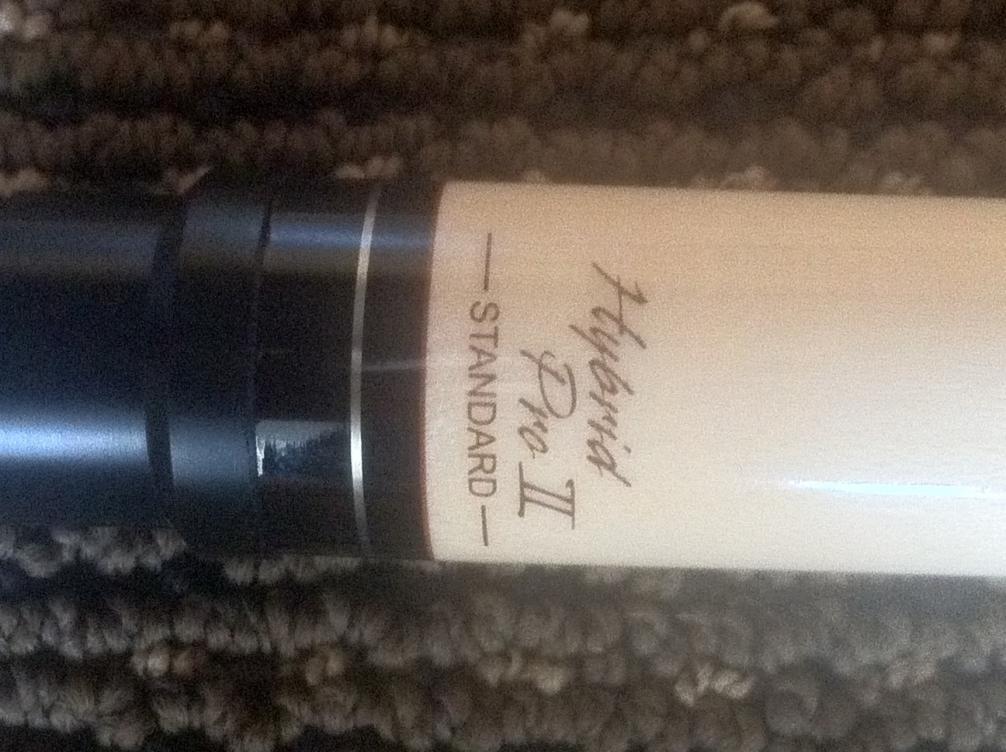 Hybrid
Pro II
—STANDARD—